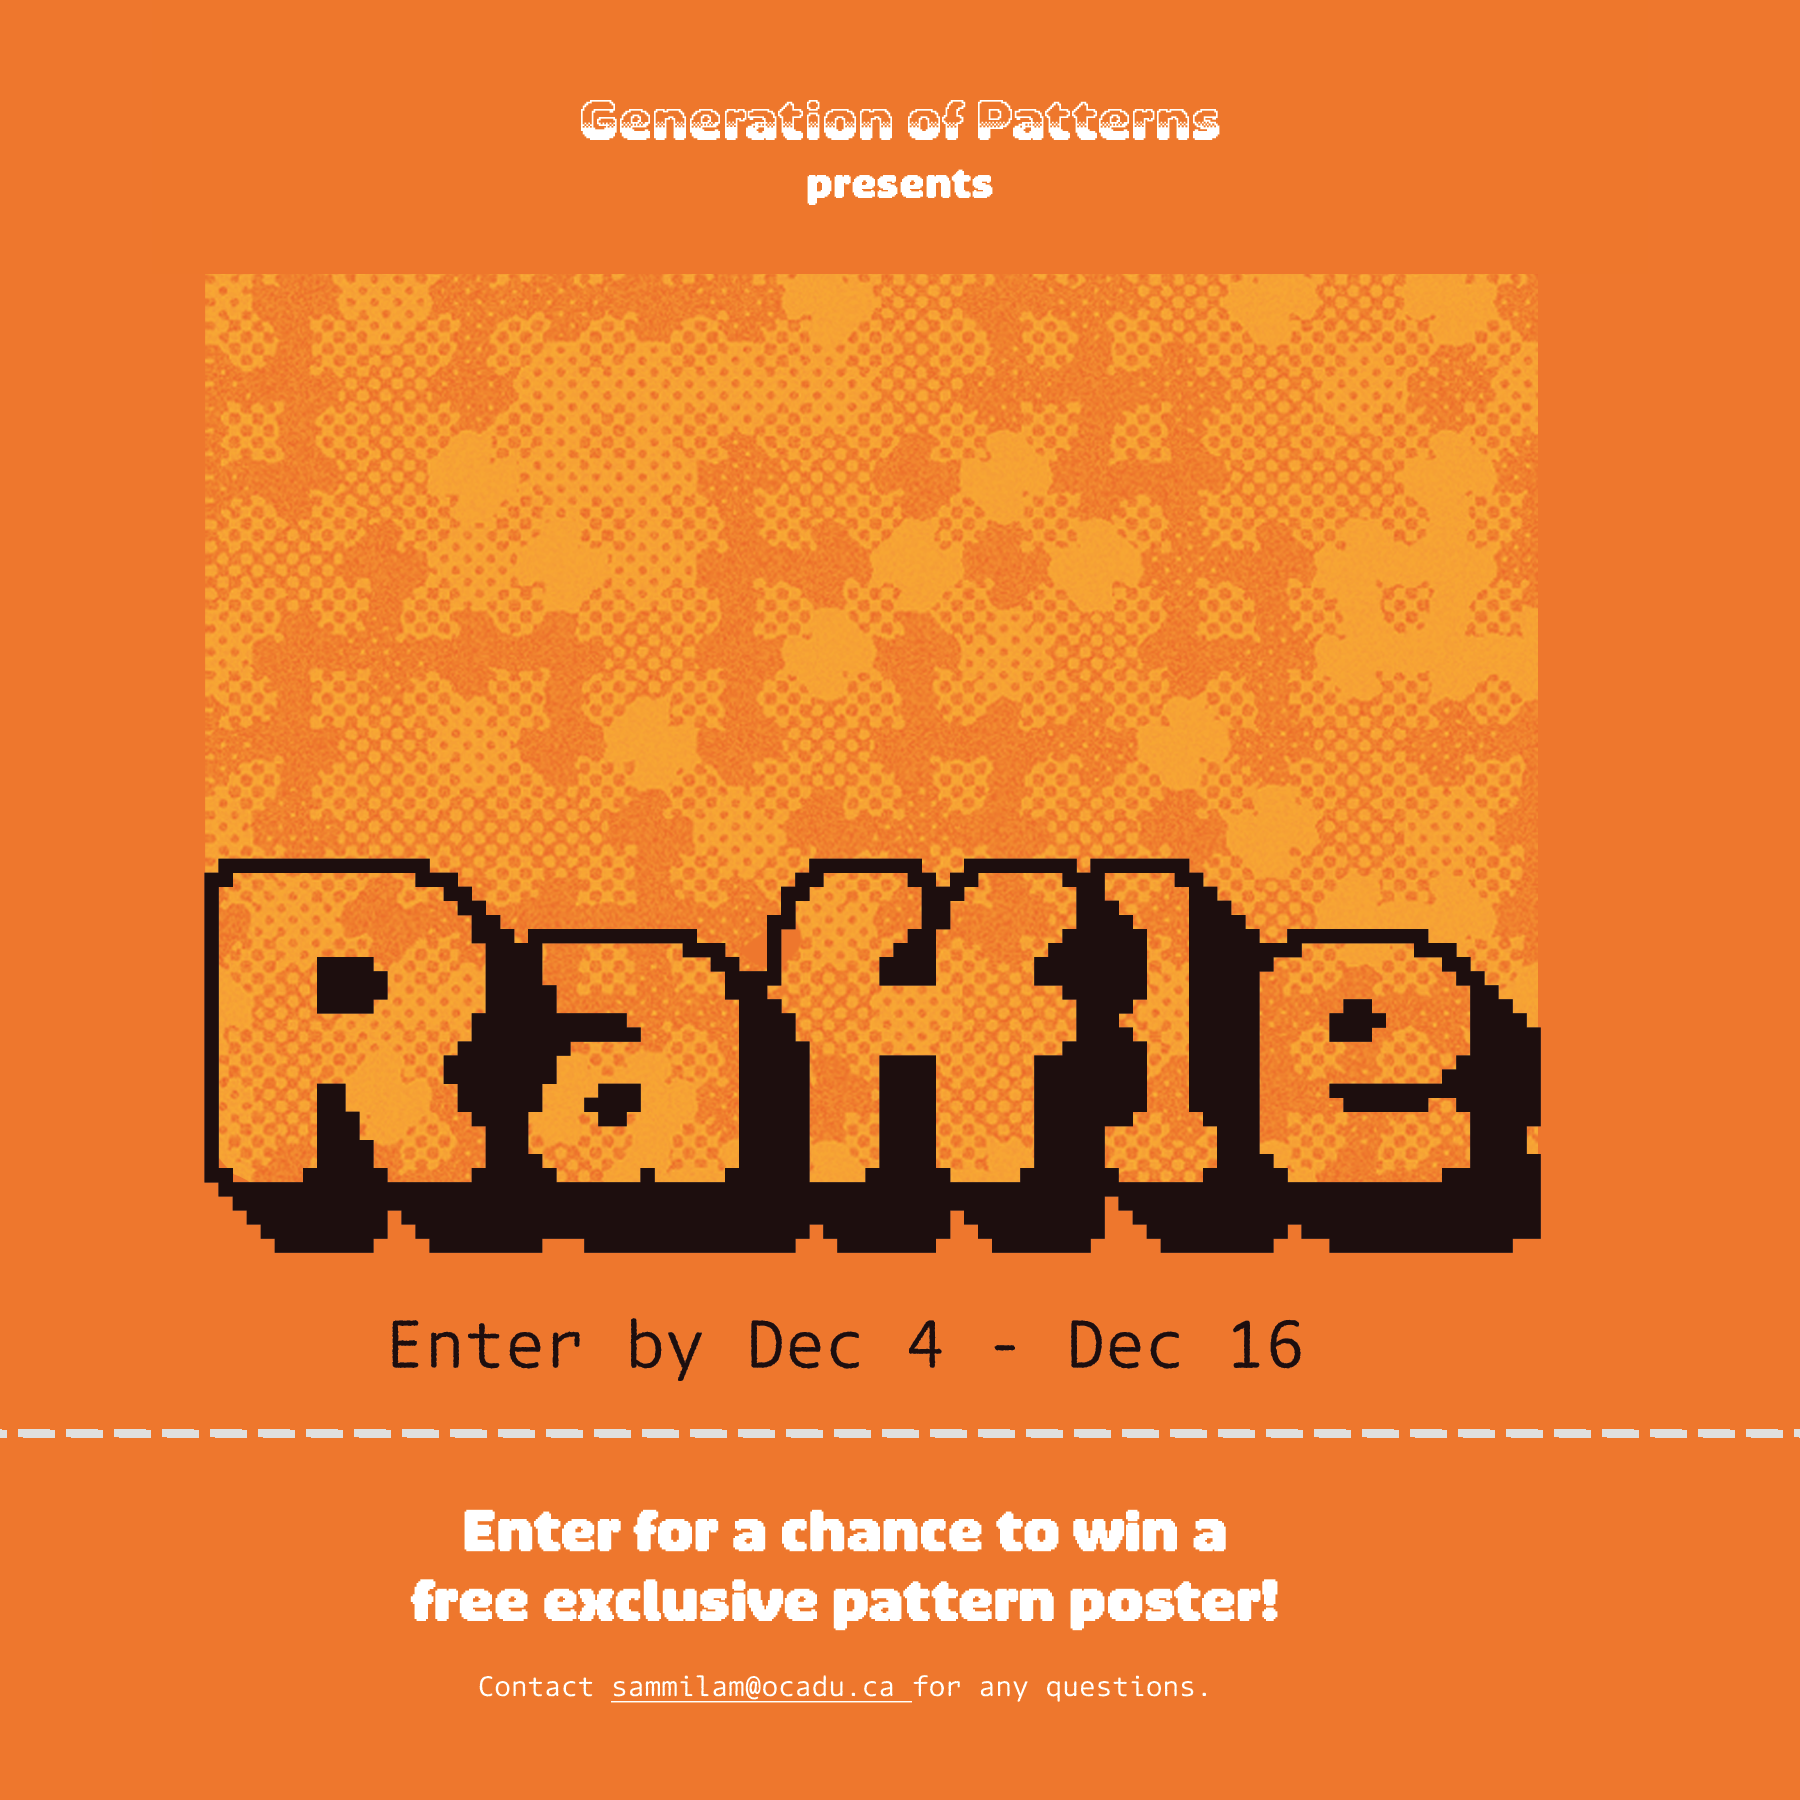 Generation of Patterns
presents
Raffle
Enter by Dec 4 - Dec 16
Enter for a chance to win a
free exclusive pattern poster!
Contact sammilam@ocadu.ca for any questions.